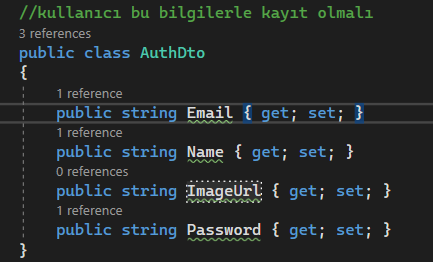 //kullanıcı bu bilgilerle kayıt olmalı
3 references
public class AuthDto
{
1 reference
public string Email { get; set; }
1 reference
public string Name { get; set; }
0 references
public string ImageUrl { get; set; }
1 reference
public string Password { get; set; }
}